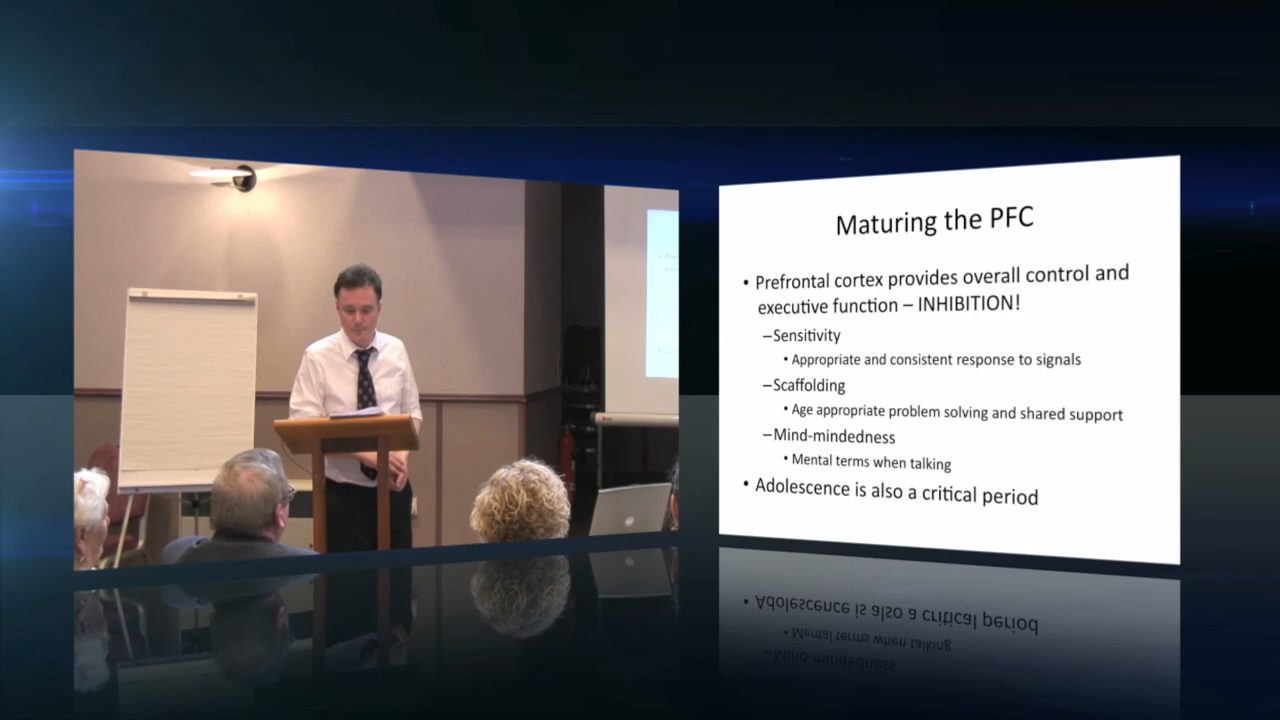 Maturing the PFC
• Prefrontal cortex provides overall control and
executive function – INHIBITION!
–Sensitivity
• Appropriate and consistent response to signals
–Scaffolding
• Age appropriate problem solving and shared support
–Mind-mindedness
• Mental terms when talking
• Adolescence is also a critical period